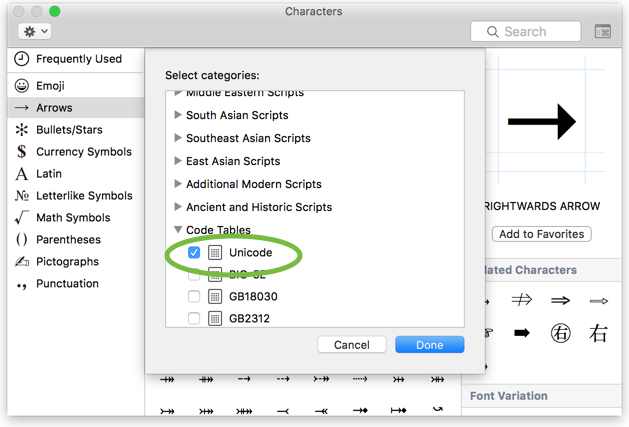 Characters
Search
Frequently Used
Emoji
Arrows
Bullets/Stars
Currency Symbols
Latin
Letterlike Symbols
Math Symbols
Parentheses
Pictographs
Punctuation
Select categories:
Middle Eastern Scripts
South Asian Scripts
Southeast Asian Scripts
East Asian Scripts
Additional Modern Scripts
Ancient and Historic Scripts
Code Tables
Unicode
GB18030
GB2312
Cancel
Done
RIGHTWARDS ARROW
Add to Favorites
lated Characters
→ ⇏ ⇒ ⇨
☞ ➡ ㊨ 右
Font Variation